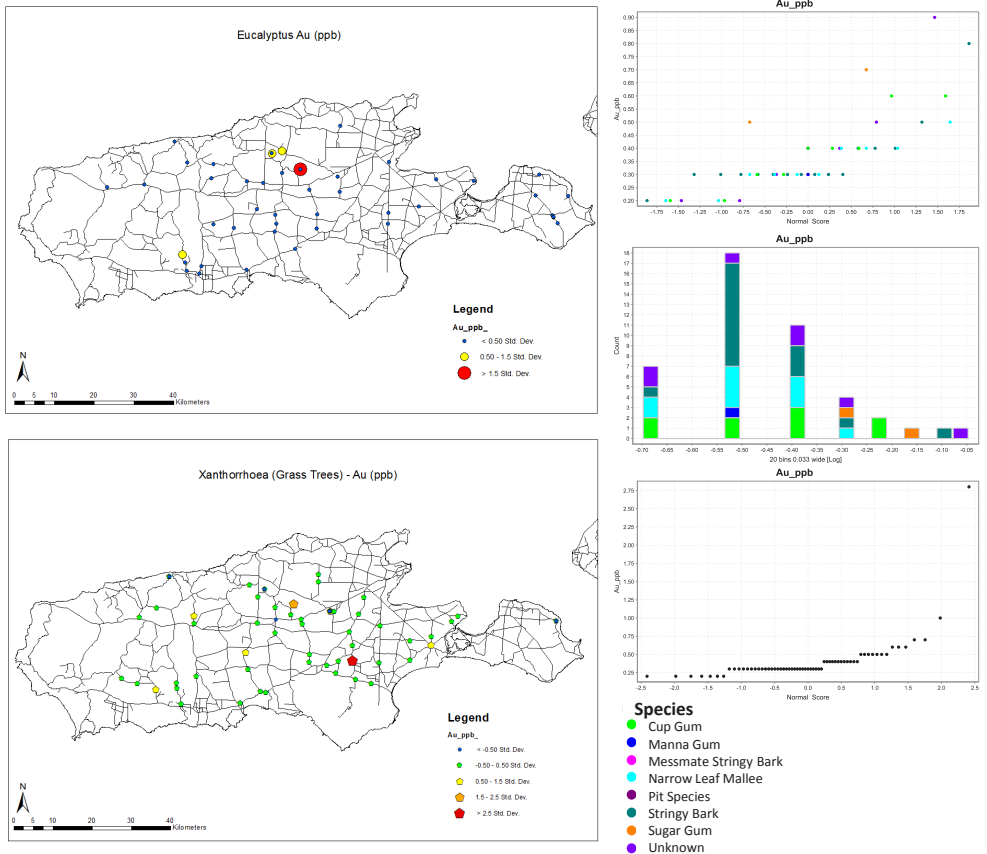 Eucalyptus Au (ppb)
Legend
Au_ppb_
< 0.50 Std. Dev.
0.50 - 1.5 Std. Dev.
> 1.5 Std. Dev.
N
0 5 10 20 30 40
Kilometers
Xanthorrhoea (Grass Trees) - Au (ppb)
Legend
Au_ppb_
< -0.50 Std. Dev.
-0.50 - 0.50 Std. Dev.
0.50 - 1.5 Std. Dev.
1.5 - 2.5 Std. Dev.
> 2.5 Std. Dev.
N
0 5 10 20 30 40
Kilometers
Au_ppb
0.90
0.85
0.80
0.75
0.70
0.65
0.60
0.55
0.50
0.45
0.40
0.35
0.30
0.25
0.20
Au_ppb
-1.75 -1.50 -1.25 -1.00 -0.75 -0.50 -0.25 0.00 0.25 0.50 0.75 1.00 1.25 1.50 1.75
Normal Score
Au_ppb
18
17
16
15
14
13
12
11
10
9
8
7
6
5
4
3
2
1
0
Count
-0.70 -0.65 -0.60 -0.55 -0.50 -0.45 -0.40 -0.35 -0.30 -0.25 -0.20 -0.15 -0.10 -0.05
20 bins 0.033 wide [Log]
Au_ppb
2.75
2.50
2.25
2.00
1.75
1.50
1.25
1.00
0.75
0.50
0.25
0.00
Au_ppb
-2.5 -2.0 -1.5 -1.0 -0.5 0.0 0.5 1.0 1.5 2.0 2.5
Normal Score
Species
Cup Gum
Manna Gum
Messmate Stringy Bark
Narrow Leaf Mallee
Pit Species
Stringy Bark
Sugar Gum
Unknown